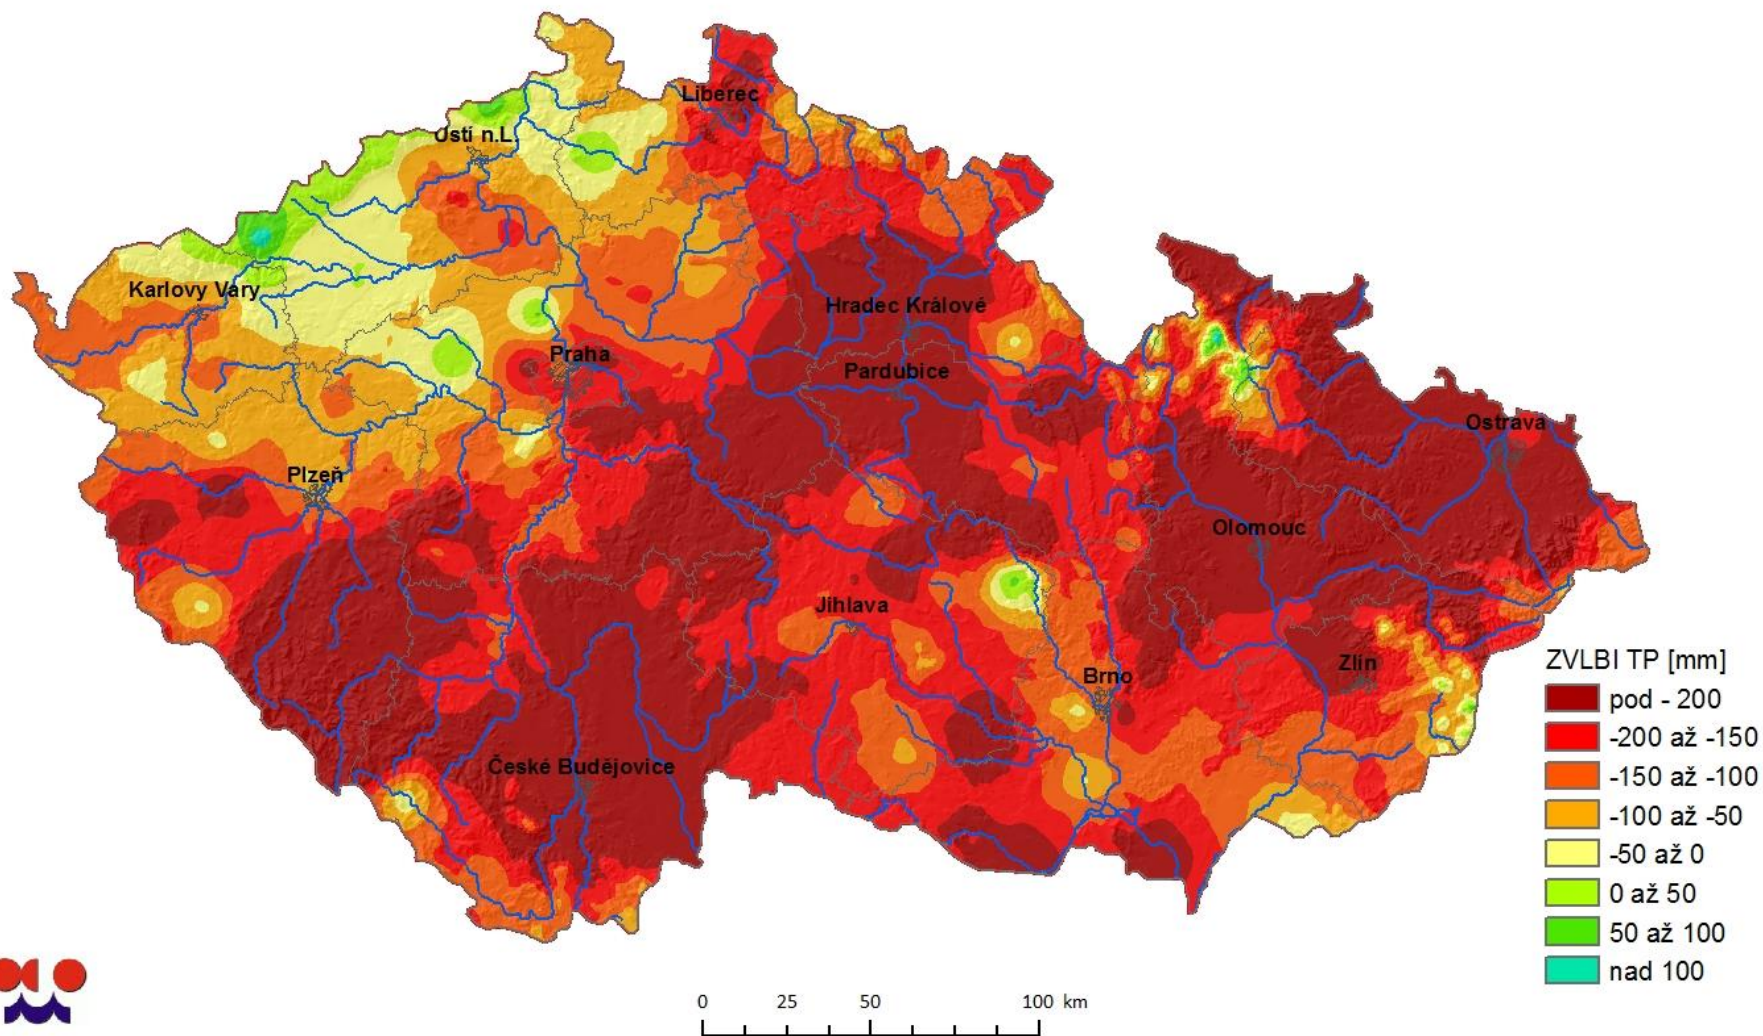 Liberec
Ústí n.L.
Karlovy Vary
Hradec Králové
Praha
Pardubice
Ostrava
Plzeň
Olomouc
Jihlava
Zlín
Brno
České Budějovice
ZVLBI TP [mm]
pod - 200
-200 až -150
-150 až -100
-100 až -50
-50 až 0
0 až 50
50 až 100
nad 100
0 25 50 100 km